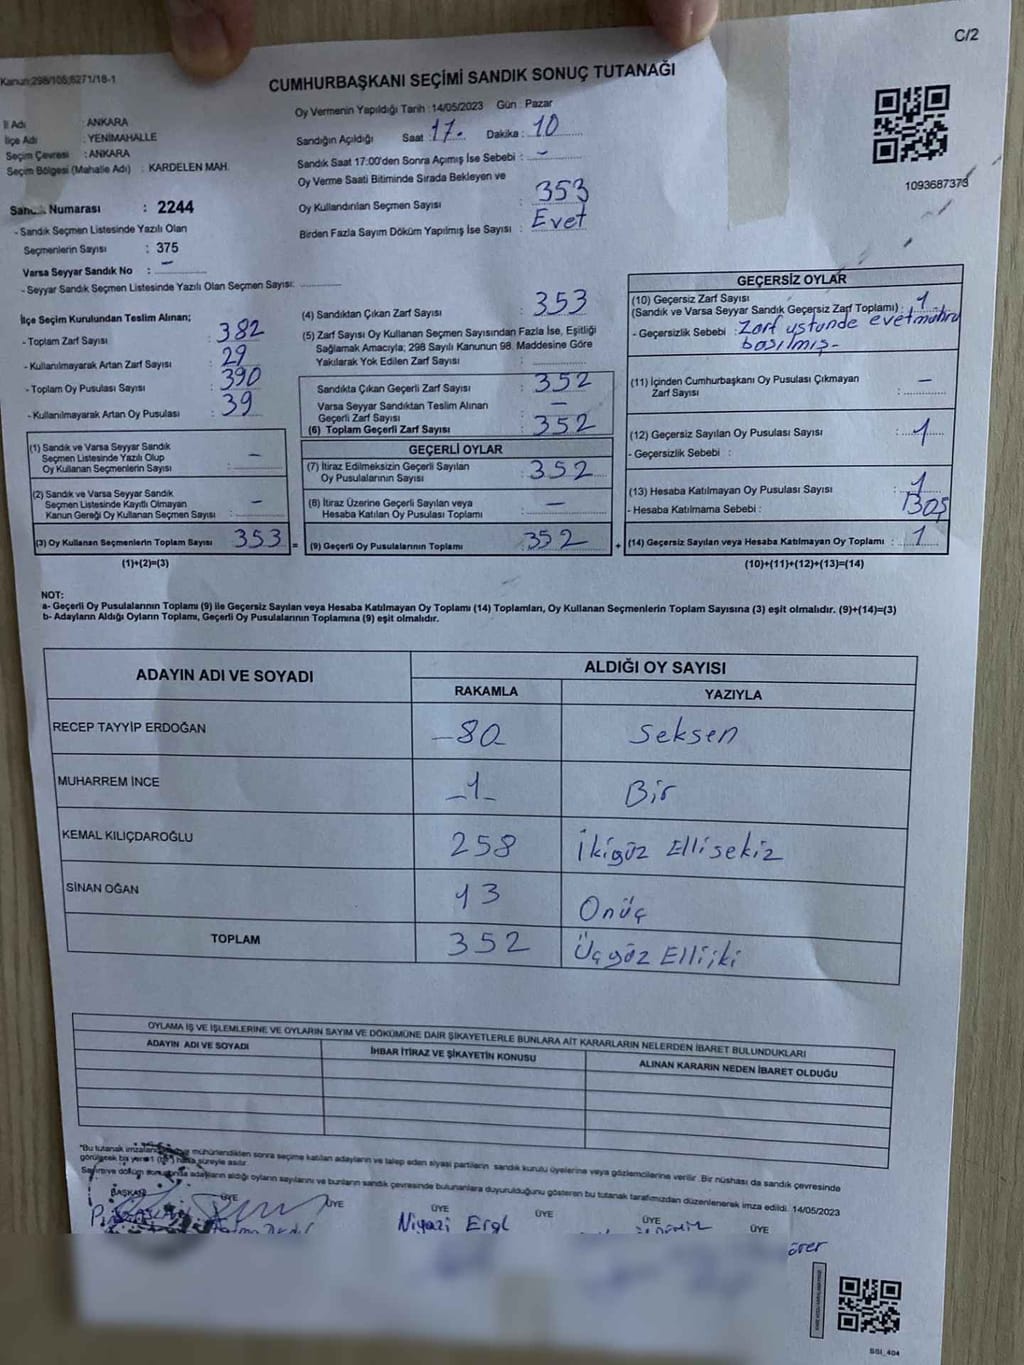 C/2
Kanun:298/105;6271/18-1
CUMHURBAŞKANI SEÇİMİ SANDIK SONUÇ TUTANAĞI
İl Adı : ANKARA
İlçe Adı : YENİMAHALLE
Seçim Çevresi : ANKARA
Seçim Bölgesi (Mahalle Adı) : KARDELEN MAH.
Oy Vermenin Yapıldığı Tarih : 14/05/2023 Gün : Pazar
Sandığın Açıldığı Saat : 17. Dakika : 10
Sandık Saat 17:00'den Sonra Açılmış İse Sebebi : -
Oy Verme Saati Bitiminde Sırada Bekleyen ve
Oy Kullandırılan Seçmen Sayısı : 353
Birden Fazla Sayım Döküm Yapılmış İse Sayısı : Evet
1093687373
Numarası : 2244
- Sandık Seçmen Listesinde Yazılı Olan
Seçmenlerin Sayısı : 375
Varsa Seyyar Sandık No : -
- Seyyar Sandık Seçmen Listesinde Yazılı Olan Seçmen Sayısı:
İlçe Seçim Kurulundan Teslim Alınan;
- Toplam Zarf Sayısı : 382
- Kullanılmayarak Artan Zarf Sayısı : 29
- Toplam Oy Pusulası Sayısı : 390
- Kullanılmayarak Artan Oy Pusulası : 39
(4) Sandıktan Çıkan Zarf Sayısı : 353
(5) Zarf Sayısı Oy Kullanan Seçmen Sayısından Fazla İse, Eşitliği
Sağlamak Amacıyla; 298 Sayılı Kanunun 98. Maddesine Göre
Yakılarak Yok Edilen Zarf Sayısı :
Sandıkta Çıkan Geçerli Zarf Sayısı : 352
Varsa Seyyar Sandıktan Teslim Alınan
Geçerli Zarf Sayısı : -
(6) Toplam Geçerli Zarf Sayısı : 352
GEÇERSİZ OYLAR
(10) Geçersiz Zarf Sayısı
(Sandık ve Varsa Seyyar Sandık Geçersiz Zarf Toplamı) : 1
- Geçersizlik Sebebi : Zarf üstünde evet mührü
basılmış-
(11) İçinden Cumhurbaşkanı Oy Pusulası Çıkmayan
Zarf Sayısı : -
(12) Geçersiz Sayılan Oy Pusulası Sayısı : 1
- Geçersizlik Sebebi :
(13) Hesaba Katılmayan Oy Pusulası Sayısı : 1
- Hesaba Katılmama Sebebi : Boş
(14) Geçersiz Sayılan veya Hesaba Katılmayan Oy Toplamı : 1
(10)+(11)+(12)+(13)=(14)
(1) Sandık ve Varsa Seyyar Sandık
Seçmen Listesinde Yazılı Olup
Oy Kullanan Seçmenlerin Sayısı : -
(2) Sandık ve Varsa Seyyar Sandık
Seçmen Listesinde Kayıtlı Olmayan
Kanun Gereği Oy Kullanan Seçmen Sayısı : -
(3) Oy Kullanan Seçmenlerin Toplam Sayısı 353 =
(1)+(2)=(3)
GEÇERLİ OYLAR
(7) İtiraz Edilmeksizin Geçerli Sayılan
Oy Pusulalarının Sayısı : 352
(8) İtiraz Üzerine Geçerli Sayılan veya
Hesaba Katılan Oy Pusulası Toplamı : -
(9) Geçerli Oy Pusulalarının Toplamı : 352 +
NOT:
a- Geçerli Oy Pusulalarının Toplamı (9) ile Geçersiz Sayılan veya Hesaba Katılmayan Oy Toplamı (14) Toplamları, Oy Kullanan Seçmenlerin Toplam Sayısına (3) eşit olmalıdır. (9)+(14)=(3)
b- Adayların Aldığı Oyların Toplamı, Geçerli Oy Pusulalarının Toplamına (9) eşit olmalıdır.
ADAYIN ADI VE SOYADI
ALDIĞI OY SAYISI
RAKAMLA YAZIYLA
RECEP TAYYİP ERDOĞAN -80 Seksen
MUHARREM İNCE -1- Bir
KEMAL KILIÇDAROĞLU 258 İkiyüz Ellisekiz
SİNAN OĞAN 13 Onüç
TOPLAM 352 Üçyüz Elliiki
OYLAMA İŞ VE İŞLEMLERİNE VE OYLARIN SAYIM VE DÖKÜMÜNE DAİR ŞİKAYETLERLE BUNLARA AİT KARARLARIN NELERDEN İBARET BULUNDUKLARI
ADAYIN ADI VE SOYADI İHBAR İTİRAZ VE ŞİKAYETİN KONUSU ALINAN KARARIN NEDEN İBARET OLDUĞU
*Bu tutanak mühürlendikten sonra seçime katılan adayların ve talep eden siyasi partilerin sandık kurulu üyelerine veya gözlemcilerine verilir. Bir nüshası da sandık çevresinde
görülecek bir yere 1 hafta süreyle asılır.
Sayım ve döküm sonunda adayların aldığı oyların sayılarını ve bunların sandık çevresinde bulunanlara duyurulduğunu gösteren bu tutanak tarafımızdan düzenlenerek imza edildi. 14/05/2023
BAŞKAN ÜYE ÜYE ÜYE ÜYE ÜYE ÜYE
Niyazi Ergl
SSI_404